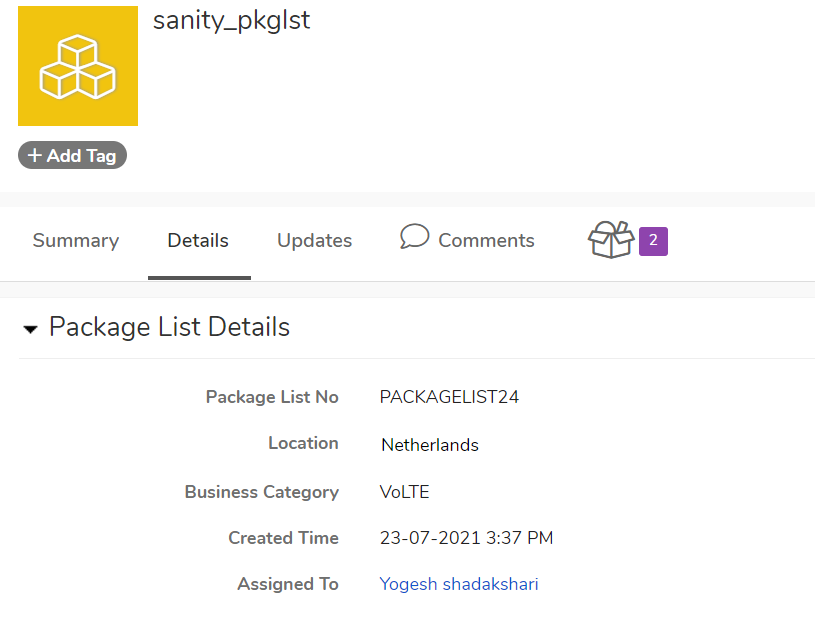 sanity_pkglst
+ Add Tag
Summary Details Updates Comments 2
Package List Details
Package List No PACKAGELIST24
Location Netherlands
Business Category VoLTE
Created Time 23-07-2021 3:37 PM
Assigned To Yogesh shadakshari